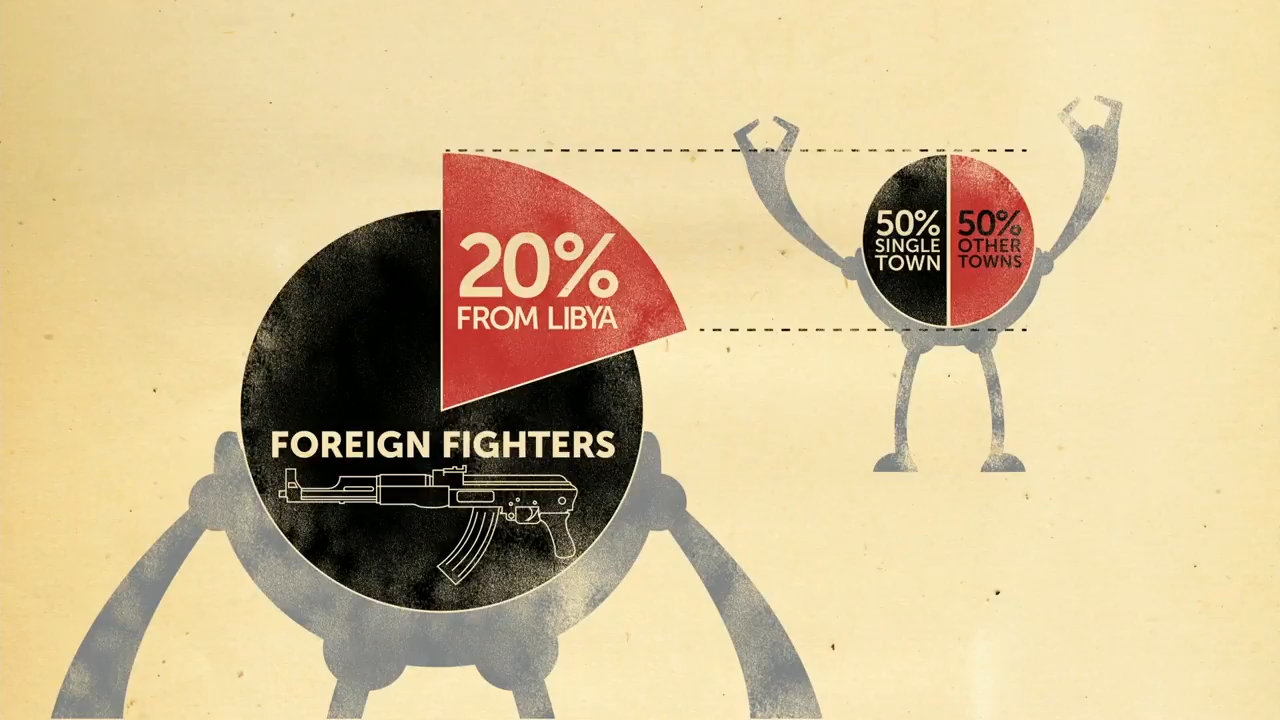 20%
FROM LIBYA
FOREIGN FIGHTERS
50%
SINGLE
TOWN
50%
OTHER
TOWNS